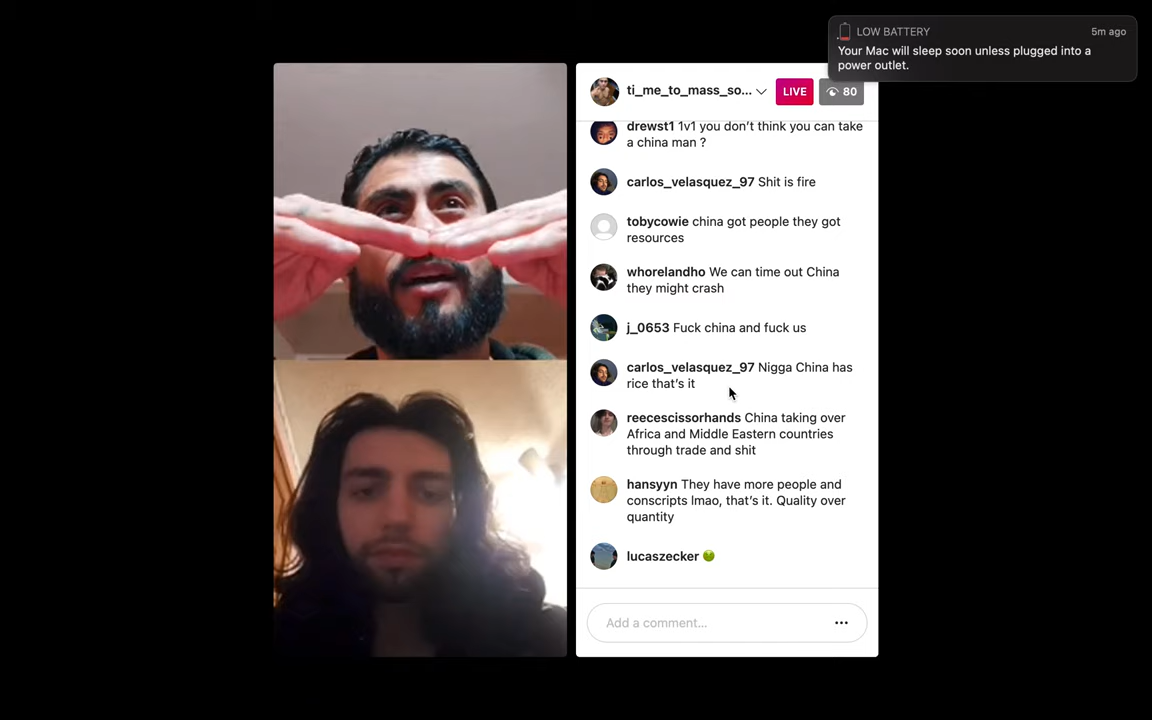 LOW BATTERY
5m ago
Your Mac will sleep soon unless plugged into a
power outlet.
ti_me_to_mass_so...
LIVE
80
drewst1 1v1 you don’t think you can take
a china man ?
carlos_velasquez_97 Shit is fire
tobycowie china got people they got
resources
whorelandho We can time out China
they might crash
j_0653 Fuck china and fuck us
carlos_velasquez_97 Nigga China has
rice that’s it
reecescissorhands China taking over
Africa and Middle Eastern countries
through trade and shit
hansyyn They have more people and
conscripts lmao, that’s it. Quality over
quantity
lucaszecker 🤢
Add a comment...